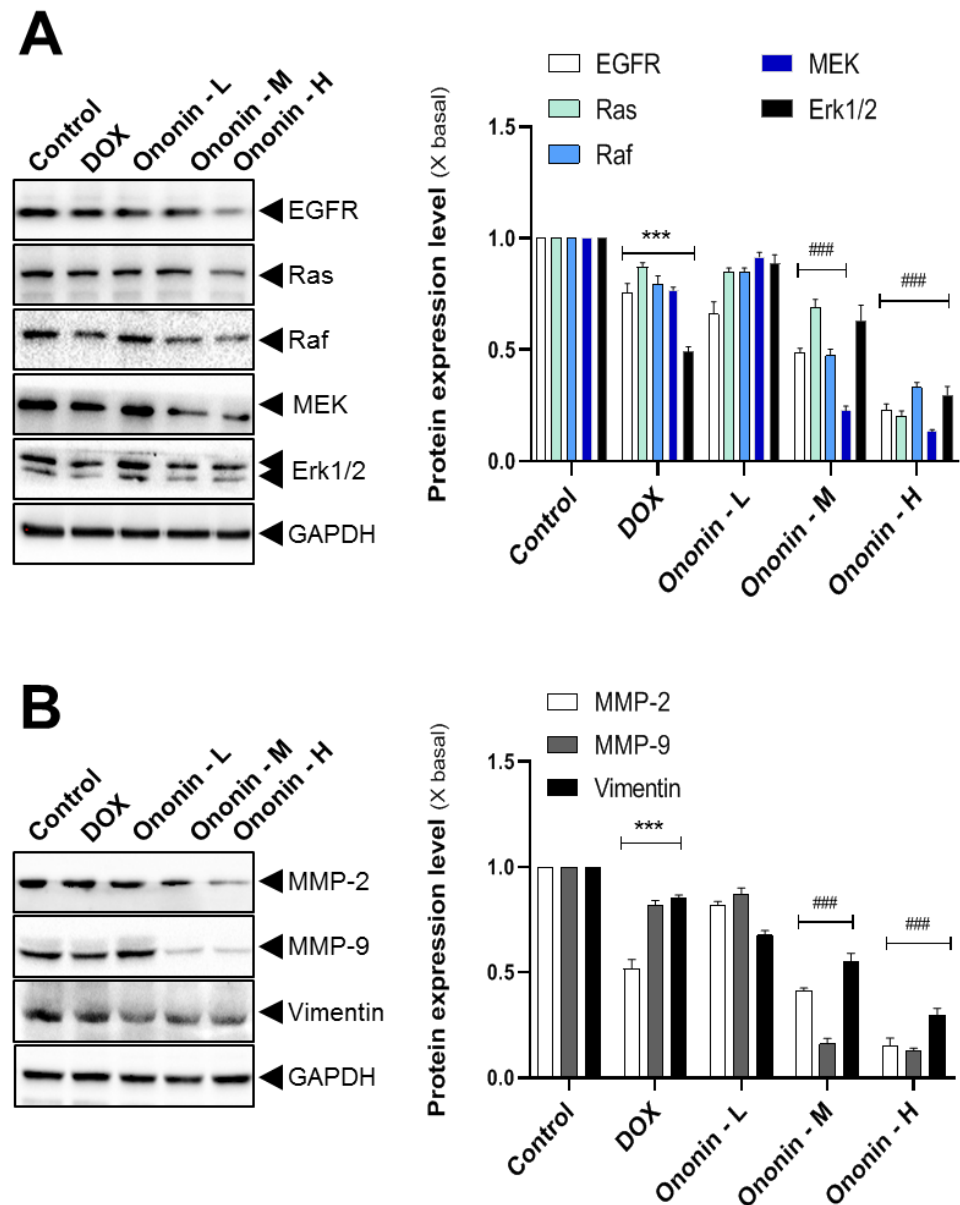 A
Control
DOX
Ononin - L
Ononin - M
Ononin - H
EGFR
Ras
Raf
MEK
Erk1/2
GAPDH
EGFR
Ras
Raf
MEK
Erk1/2
Protein expression level (X basal)
1.5
1.0
0.5
0.0
***
###
###
Control
DOX
Ononin - L
Ononin - M
Ononin - H
B
Control
DOX
Ononin - L
Ononin - M
Ononin - H
MMP-2
MMP-9
Vimentin
GAPDH
MMP-2
MMP-9
Vimentin
Protein expression level (X basal)
1.5
1.0
0.5
0.0
***
###
###
Control
DOX
Ononin - L
Ononin - M
Ononin - H